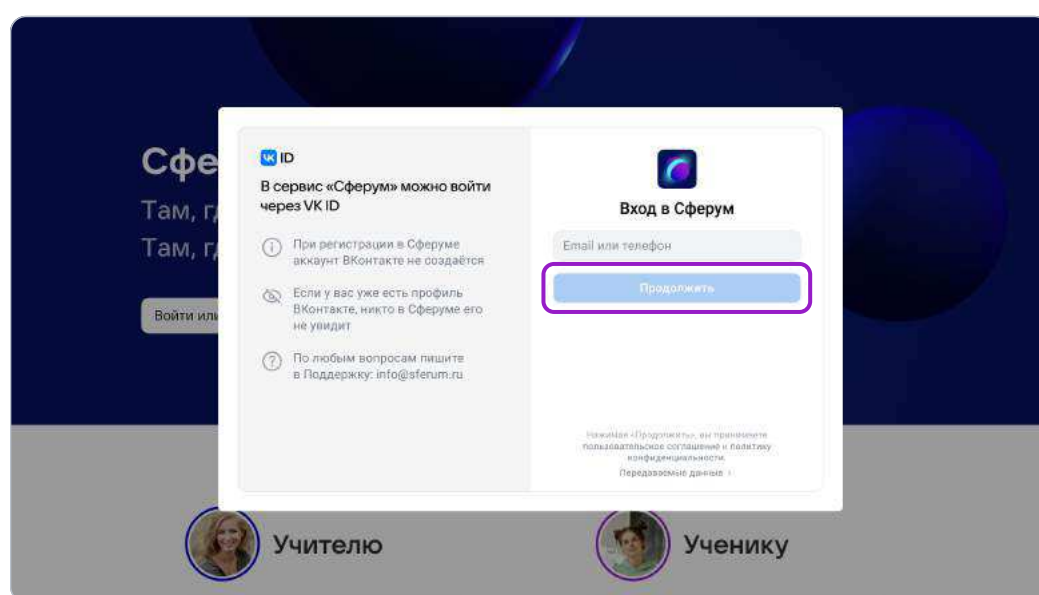 Сфе
Там, г
Там, г
Войти или
VK ID
В сервис «Сферум» можно войти
через VK ID
При регистрации в Сферуме
аккаунт ВКонтакте не создаётся
Если у вас уже есть профиль
ВКонтакте, никто в Сферуме его
не увидит
По любым вопросам пишите
в Поддержку: info@sferum.ru
Вход в Сферум
Email или телефон
Продолжить
Нажимая «Продолжить», вы принимаете
пользовательское соглашение и политику
конфиденциальности.
Передаваемые данные ›
Учителю
Ученику